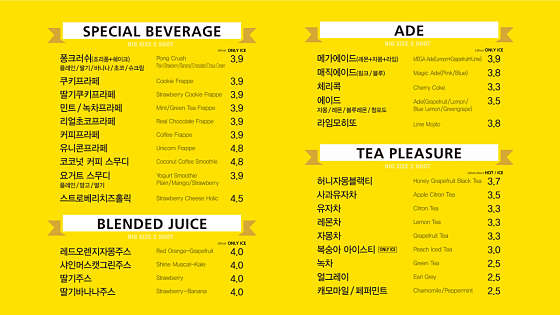 SPECIAL BEVERAGE
BIG SIZE & BEST
ONLY ICE
퐁크러쉬(초리퐁+쉐이크) Pong Crush 3,9
플레인 / 딸기 / 바나나 / 초코 / 슈크림
쿠키프라페 Cookie Frappe 3,9
딸기쿠키프라페 Strawberry Cookie Frappe 3,9
민트 / 녹차프라페 Mint/Green Tea Frappe 3,9
리얼초코프라페 Real Chocolate Frappe 3,9
커피프라페 Coffee Frappe 3,9
유니콘프라페 Unicorn Frappe 4,8
코코넛 커피 스무디 Coconut Coffee Smoothie 4,8
요거트 스무디 Yogurt Smoothie 3,9
플레인 / 망고 / 딸기 Plain/Mango/Strawberry
스트로베리치즈홀릭 Strawberry Cheese Holic 4,5
BLENDED JUICE
BIG SIZE & BEST
ONLY ICE
레드오렌지자몽주스 Red Orange-Grapefruit 4,0
샤인머스캣그린주스 Shine Muscat-Kale 4,0
딸기주스 Strawberry 4,0
딸기바나나주스 Strawberry-Banana 4,0
ADE
BIG SIZE & BEST
ONLY ICE
메가에이드(레몬+자몽+라임) MEGA Ade(Lemon+Grapefruit+Lime) 3,9
매직에이드(핑크 / 블루) Magic Ade(Pink/Blue) 3,8
체리콕 Cherry Coke 3,3
에이드 Ade(Grapefruit/Lemon/ 3,5
자몽 / 레몬 / 블루레몬 / 청포도 Blue Lemon/Greengrape)
라임모히또 Lime Mojito 3,8
TEA PLEASURE
BIG SIZE & BEST
HOT / ICE
허니자몽블랙티 Honey Grapefruit Black Tea 3,7
사과유자차 Apple Citron Tea 3,5
유자차 Citron Tea 3,3
레몬차 Lemon Tea 3,3
자몽차 Grapefruit Tea 3,3
복숭아 아이스티 ONLY ICE Peach Iced Tea 3,0
녹차 Green Tea 2,5
얼그레이 Earl Grey 2,5
캐모마일 / 페퍼민트 Chamomile/Peppermint 2,5